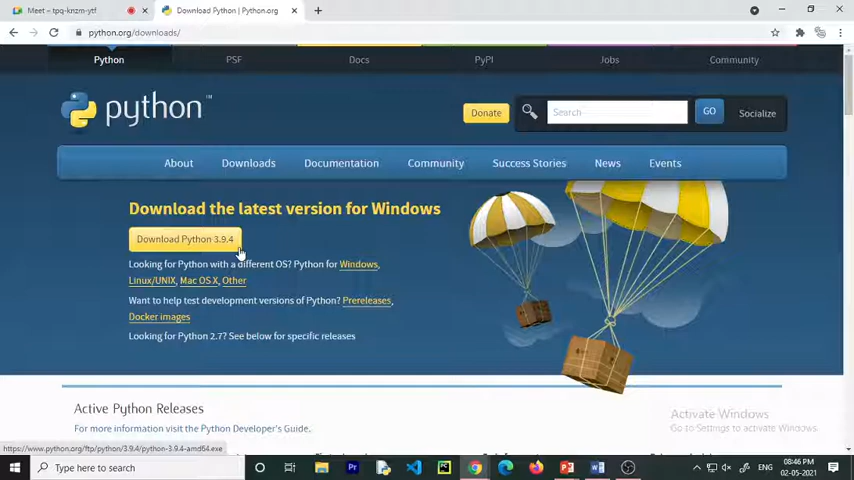 Meet – tpq-knzm-ytf
Download Python | Python.org
python.org/downloads/
Python PSF Docs PyPI Jobs Community
python™
Donate Search GO Socialize
About Downloads Documentation Community Success Stories News Events
Download the latest version for Windows
Download Python 3.9.4
Looking for Python with a different OS? Python for Windows,
Linux/UNIX, Mac OS X, Other
Want to help test development versions of Python? Prereleases,
Docker images
Looking for Python 2.7? See below for specific releases
Active Python Releases
For more information visit the Python Developer's Guide.
Activate Windows
Go to Settings to activate Windows.
https://www.python.org/ftp/python/3.9.4/python-3.9.4-amd64.exe
Type here to search
Pr
ENG
08:46 PM
02-05-2021